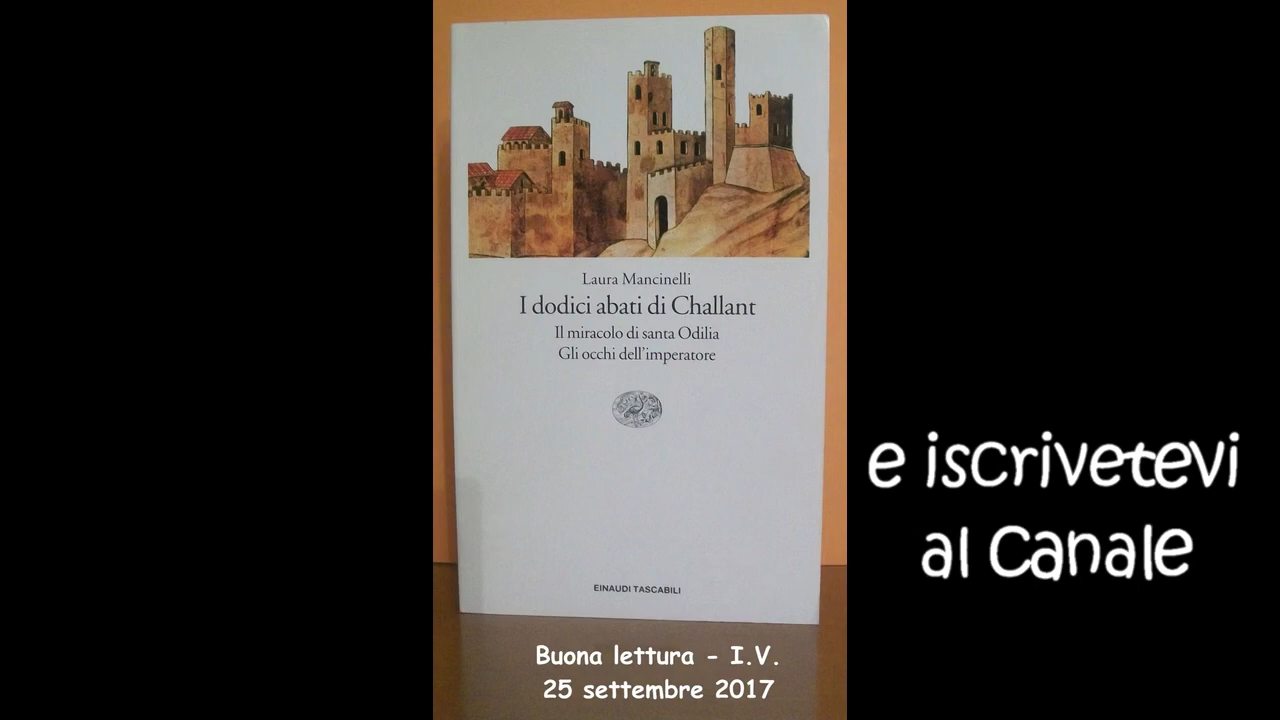 Laura Mancinelli
I dodici abati di Challant
Il miracolo di santa Odilia
Gli occhi dell'imperatore
EINAUDI TASCABILI
e iscrivetevi
al Canale
Buona lettura - I.V.
25 settembre 2017